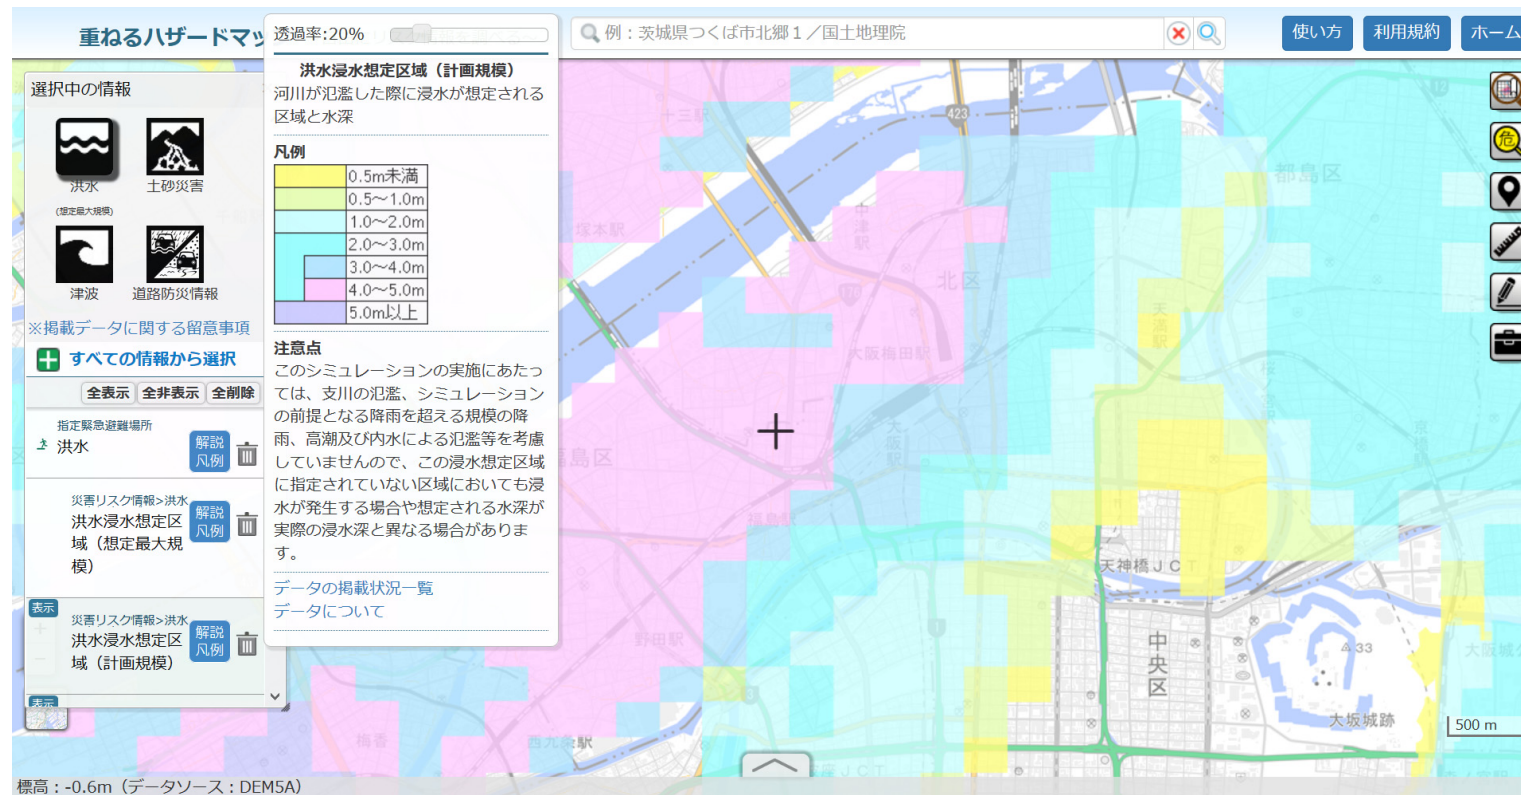 重ねるハザードマッ
透過率:20%
例：茨城県つくば市北郷１／国土地理院
使い方
利用規約
ホーム
選択中の情報
洪水
(想定最大規模)
土砂災害
津波
道路防災情報
※掲載データに関する留意事項
すべての情報から選択
全表示
全非表示
全削除
指定緊急避難場所
洪水
解説
凡例
災害リスク情報>洪水
洪水浸水想定区
域（想定最大規
模）
解説
凡例
表示
災害リスク情報>洪水
洪水浸水想定区
域（計画規模）
解説
凡例
表示
洪水浸水想定区域（計画規模）
河川が氾濫した際に浸水が想定される
区域と水深
凡例
0.5m未満
0.5～1.0m
1.0～2.0m
2.0～3.0m
3.0～4.0m
4.0～5.0m
5.0m以上
注意点
このシミュレーションの実施にあたっ
ては、支川の氾濫、シミュレーション
の前提となる降雨を超える規模の降
雨、高潮及び内水による氾濫等を考慮
していませんので、この浸水想定区域
に指定されていない区域においても浸
水が発生する場合や想定される水深が
実際の浸水深と異なる場合がありま
す。
データの掲載状況一覧
データについて
十三駅
423
都島区
中津駅
塚本駅
北区
176
天満駅
大阪梅田駅
桜ノ宮駅
大阪駅
京橋駅
福島区
福島駅
天神橋ＪＣＴ
野田駅
1
中央区
33
大阪城公
3
大坂城跡
梅香
西九条駅
500 m
危
標高：-0.6m（データソース：DEM5A）